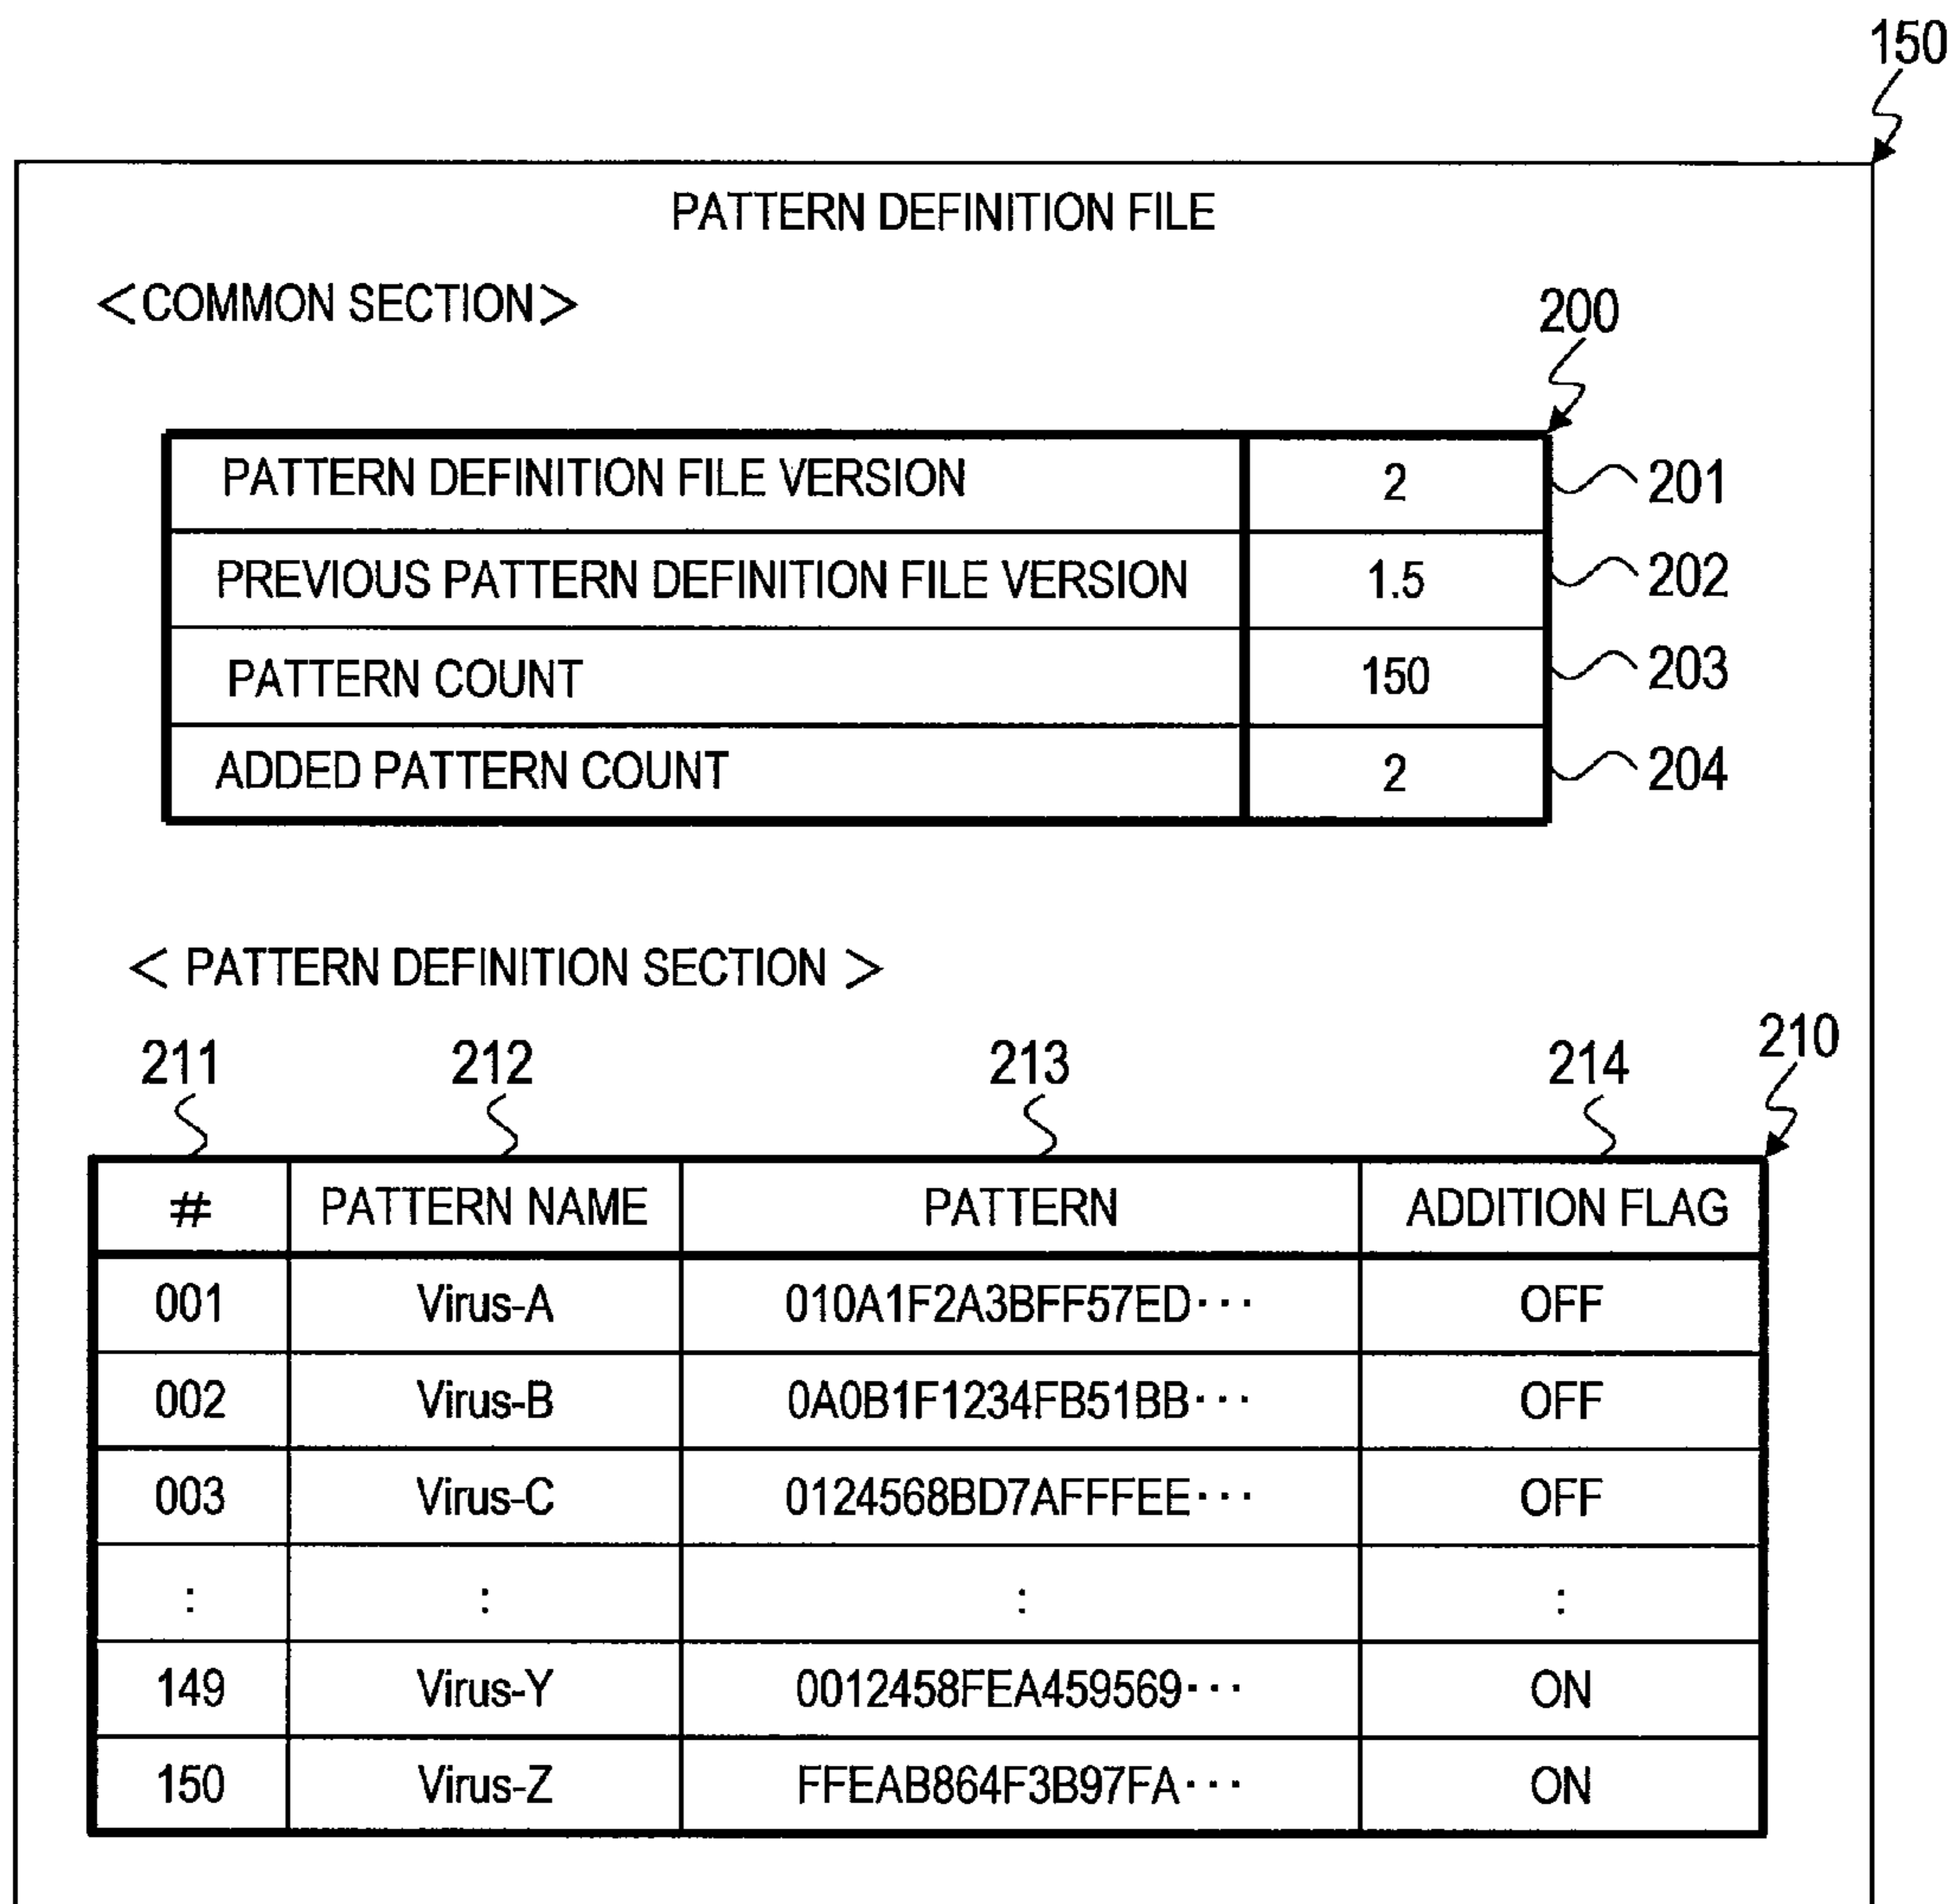 150
PATTERN DEFINITION FILE
<COMMON SECTION>
200
PATTERN DEFINITION FILE VERSION 2 201
PREVIOUS PATTERN DEFINITION FILE VERSION 1.5 202
PATTERN COUNT 150 203
ADDED PATTERN COUNT 2 204
< PATTERN DEFINITION SECTION >
211 212 213 214 210
# PATTERN NAME PATTERN ADDITION FLAG
001 Virus-A 010A1F2A3BFF57ED··· OFF
002 Virus-B 0A0B1F1234FB51BB··· OFF
003 Virus-C 0124568BD7AFFFEE··· OFF
: : : :
149 Virus-Y 0012458FEA459569··· ON
150 Virus-Z FFEAB864F3B97FA··· ON